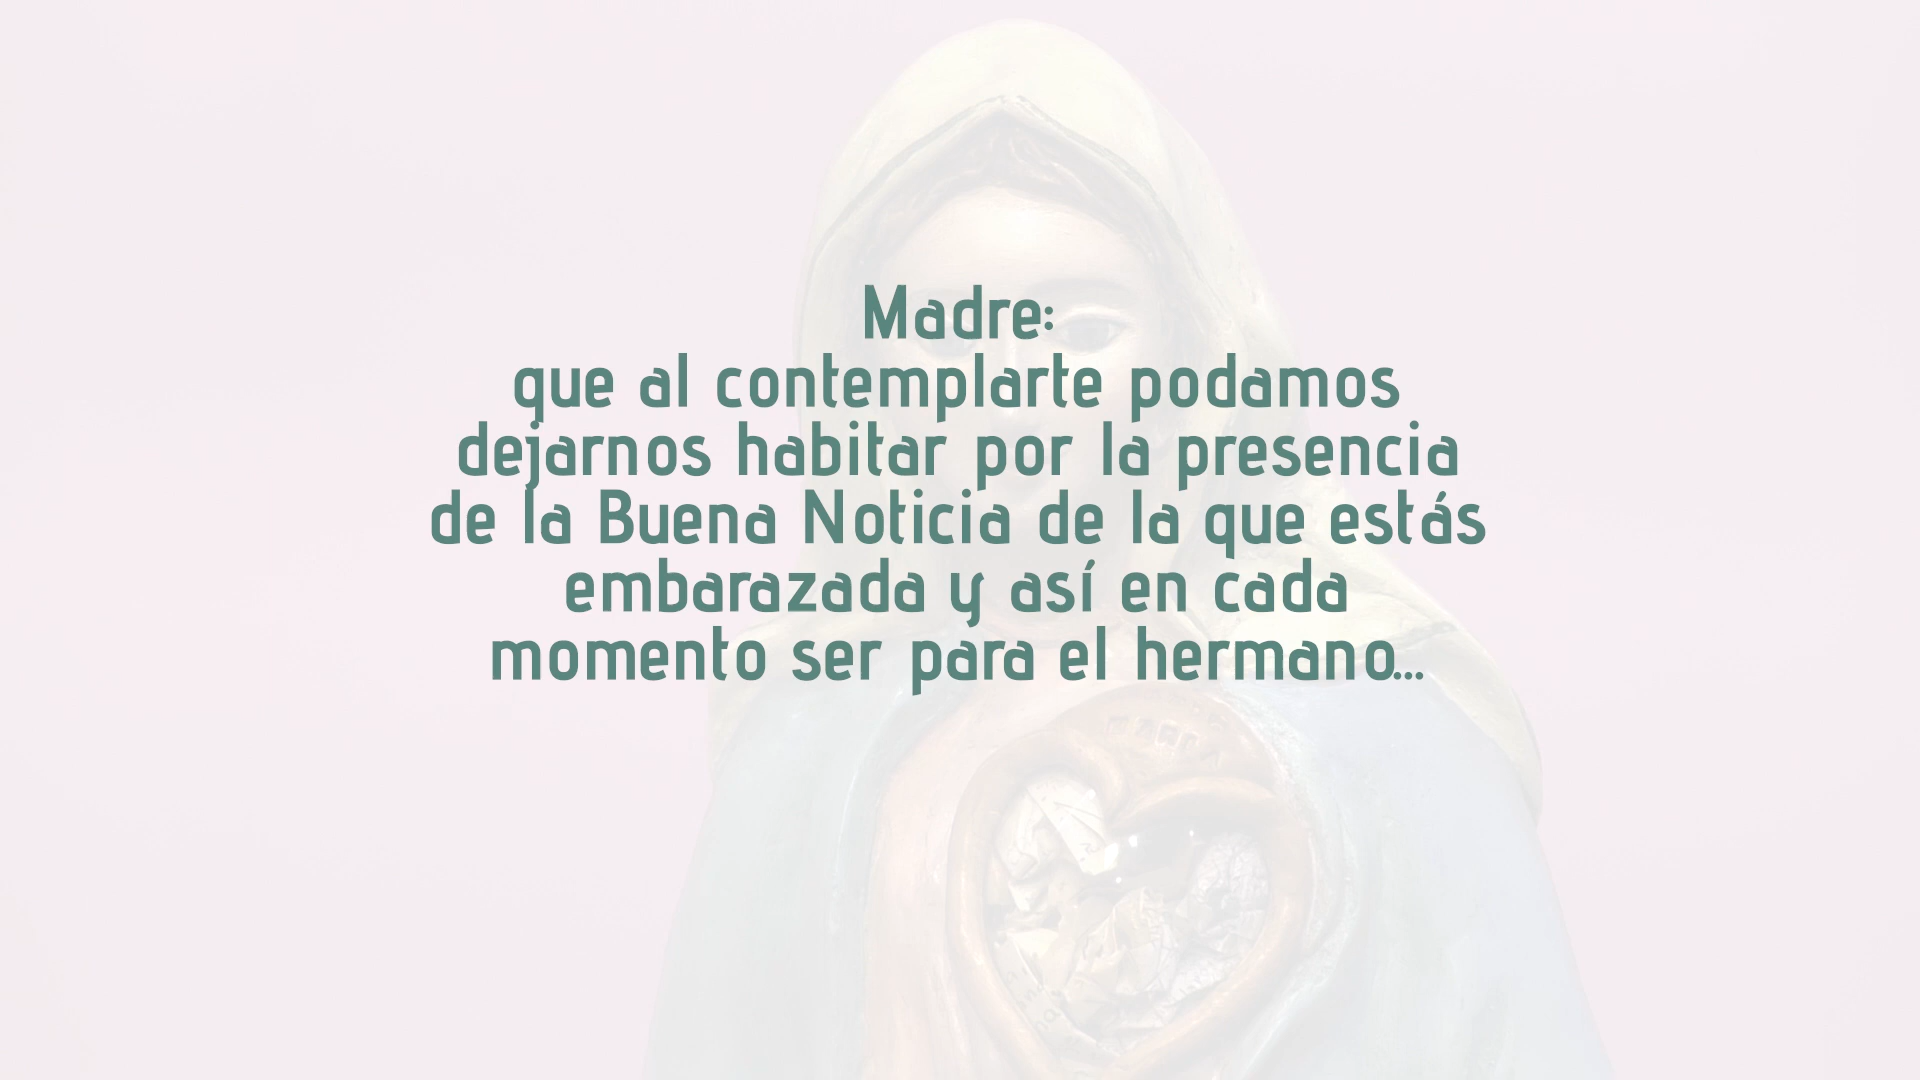 Madre:
que al contemplarte podamos
dejarnos habitar por la presencia
de la Buena Noticia de la que estás
embarazada y así en cada
momento ser para el hermano...